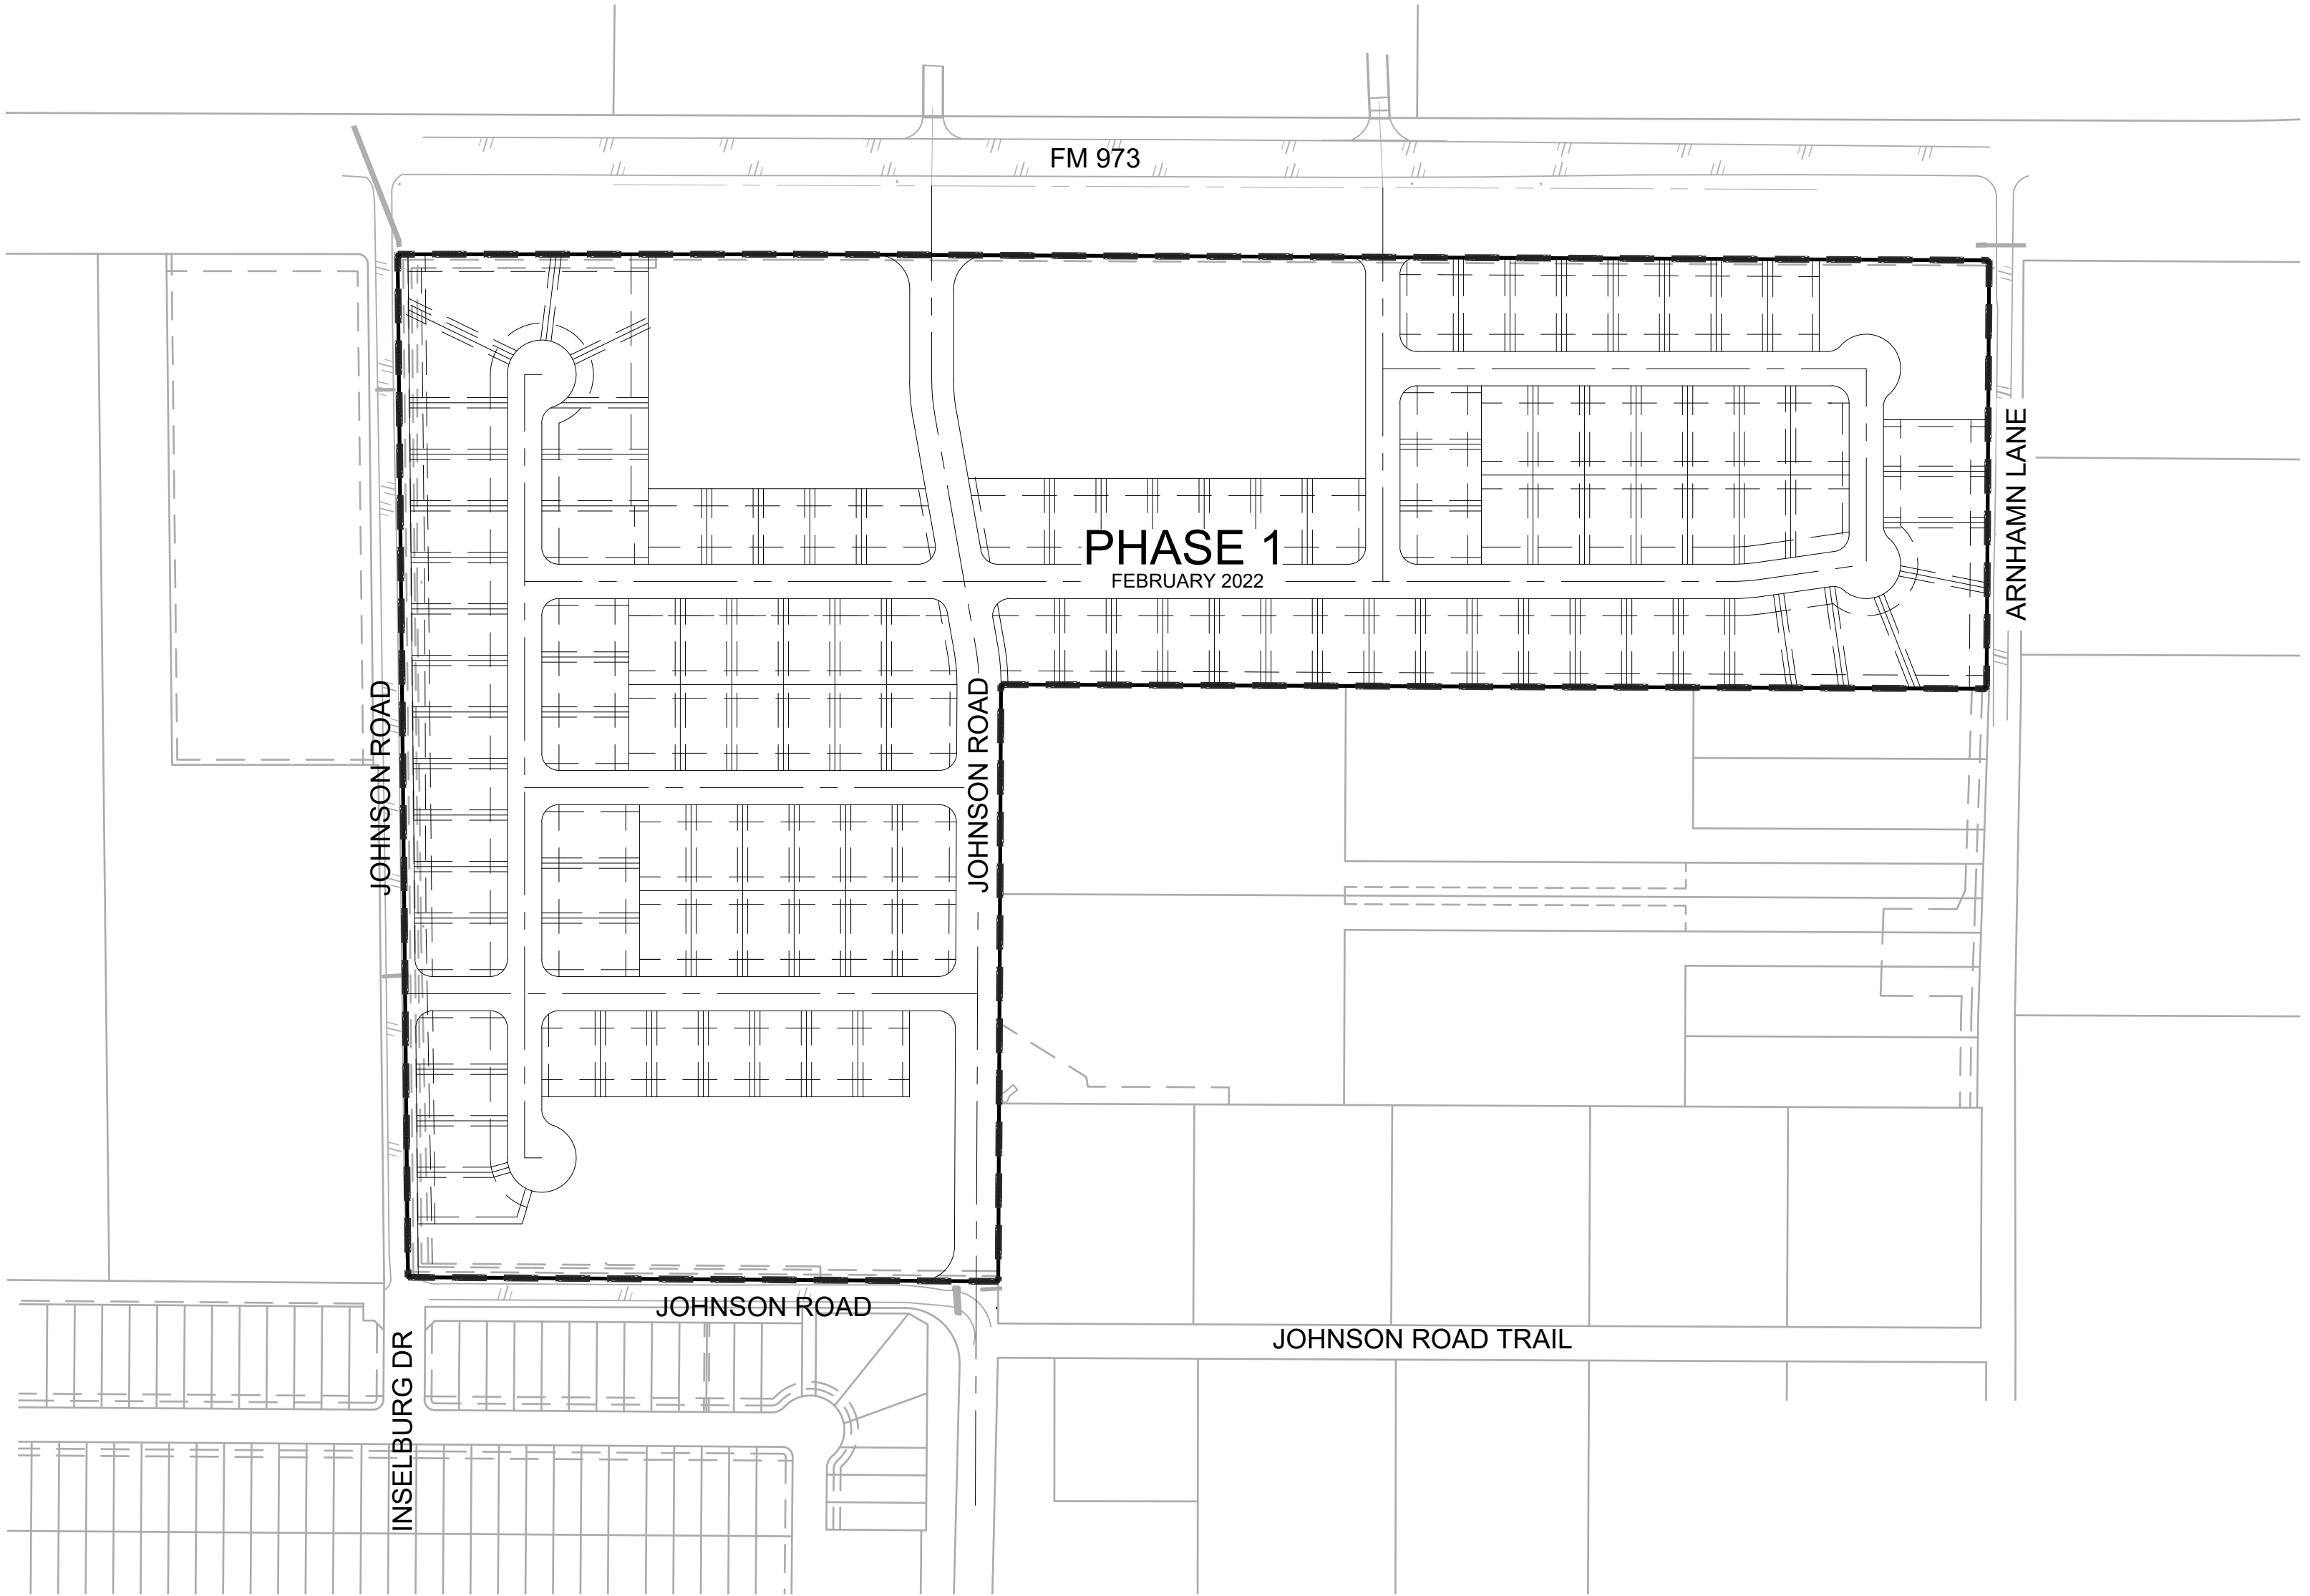 FM 973
PHASE 1
FEBRUARY 2022
ARNHAMN LANE
JOHNSON ROAD
JOHNSON ROAD
JOHNSON ROAD
JOHNSON ROAD TRAIL
INSELBURG DR